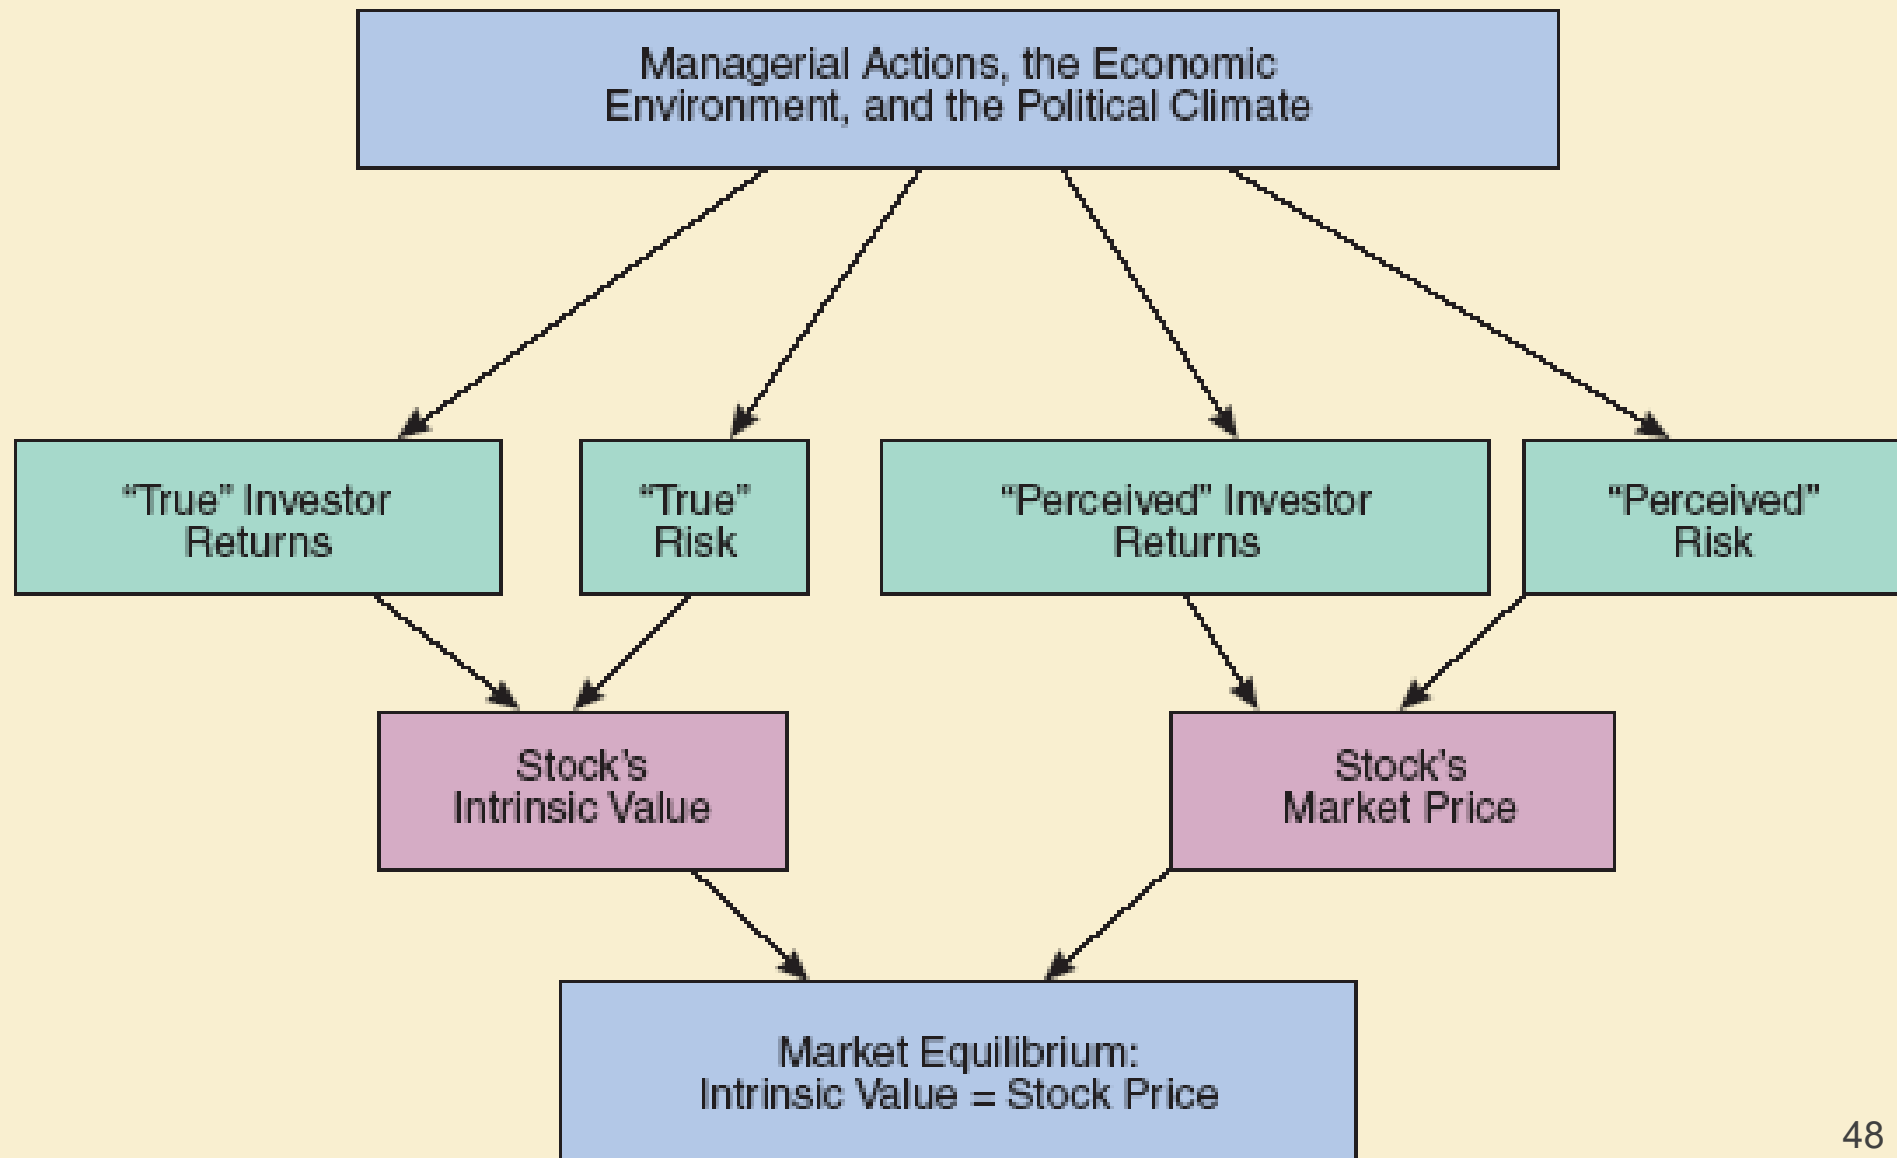 Managerial Actions, the Economic
Environment, and the Political Climate
“True” Investor
Returns
“True”
Risk
“Perceived” Investor
Returns
“Perceived”
Risk
Stock’s
Intrinsic Value
Stock’s
Market Price
Market Equilibrium:
Intrinsic Value = Stock Price
48